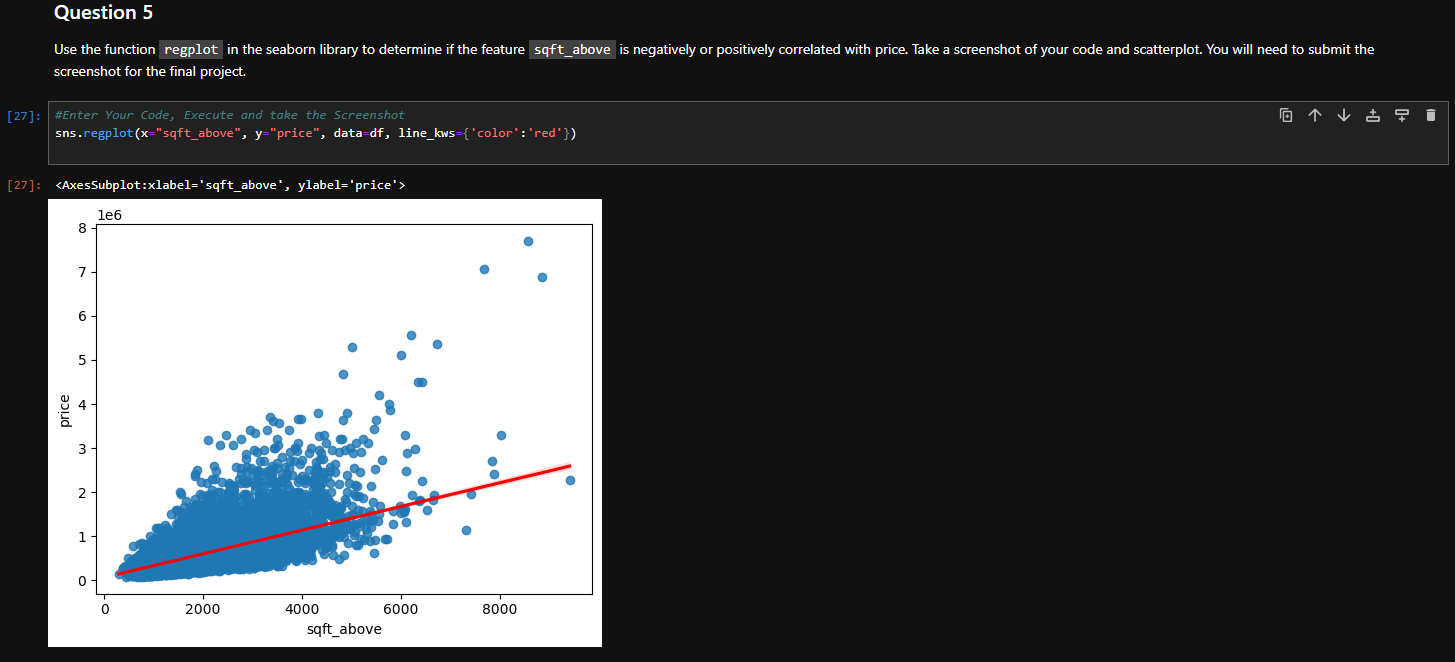 Question 5
Use the function regplot in the seaborn library to determine if the feature sqft_above is negatively or positively correlated with price. Take a screenshot of your code and scatterplot. You will need to submit the
screenshot for the final project.
[27]: #Enter Your Code, Execute and take the Screenshot
sns.regplot(x="sqft_above", y="price", data=df, line_kws={'color':'red'})
[27]: <AxesSubplot:xlabel='sqft_above', ylabel='price'>
1e6
8
7
6
5
4
3
2
1
0
price
0 2000 4000 6000 8000
sqft_above